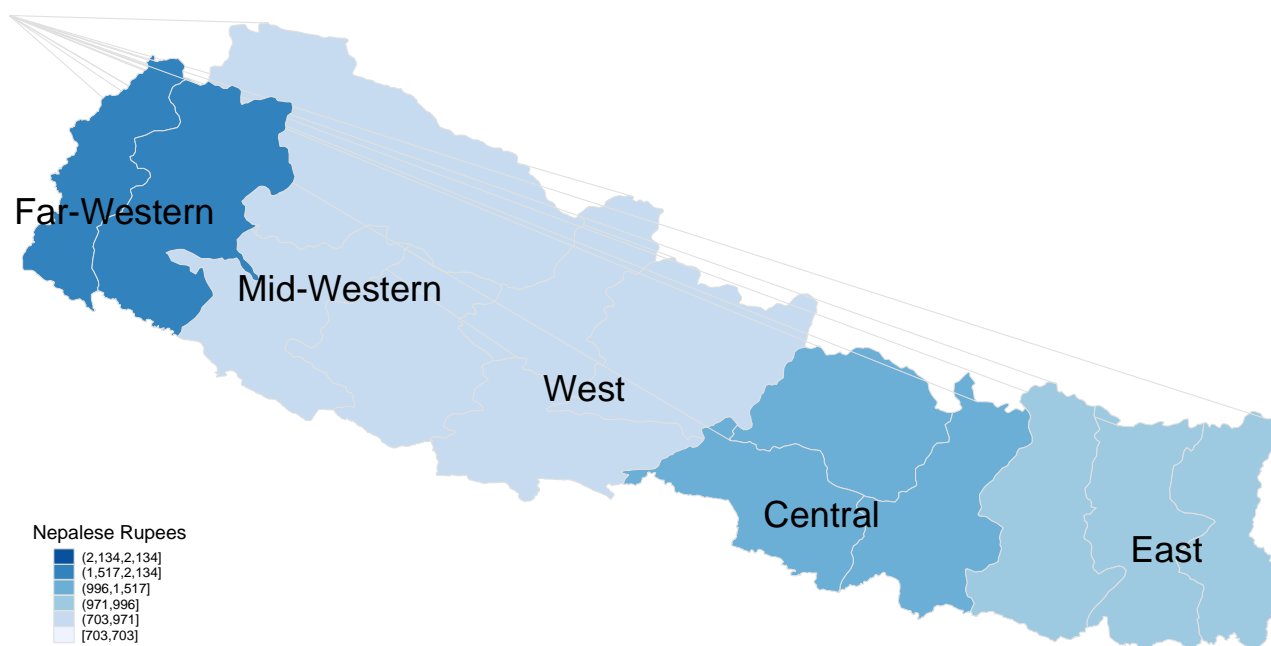 Far-Western
Mid-Western
West
Central
East
Nepalese Rupees
(2,134,2,134]
(1,517,2,134]
(996,1,517]
(971,996]
(703,971]
[703,703]